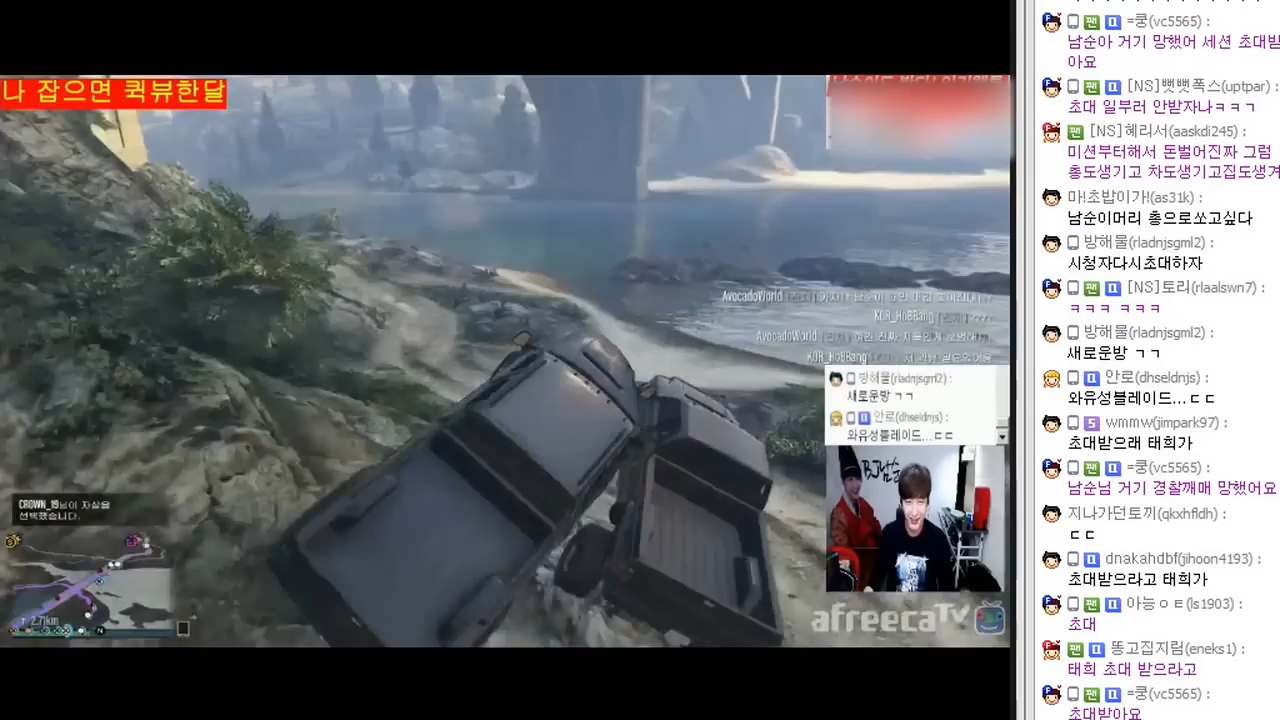 나 잡으면 퀵뷰한달
AvocadoWorld
KOR_HoBBang
AvocadoWorld
KOR_HoBBang
방해물(rladnjsgml2) :
새로운방 ㄱㄱ
안로(dhseldnjs) :
와유성블레이드...ㄷㄷ
BJ남순
CROWN_19님이 자살을
선택했습니다.
2.71km
N
afreecaTV
=쿵(vc5565) :
남순아 거기 망했어 세션 초대받
아요
[NS]뺏뺏폭스(uptpar) :
초대 일부러 안받자나ㅋㅋㅋ
[NS]혜리서(aaskdi245) :
미션부터해서 돈벌어진짜 그럼
총도생기고 차도생기고집도생겨
마!초밥이가!(as31k) :
남순이머리 총으로쏘고싶다
방해물(rladnjsgml2) :
시청자다시초대하자
[NS]토리(rlaalswn7) :
ㅋㅋㅋ ㅋㅋㅋ
방해물(rladnjsgml2) :
새로운방 ㄱㄱ
안로(dhseldnjs) :
와유성블레이드...ㄷㄷ
wmmw(jimpark97) :
초대받으래 태희가
=쿵(vc5565) :
남순님 거기 경찰깨매 망했어요
지나가던토끼(qkxhfldh) :
ㄷㄷ
dnakahdbf(jihoon4193) :
초대받으라고 태희가
아능ㅇㅌ(ls1903) :
초대
똥고집지림(eneks1) :
태희 초대 받으라고
=쿵(vc5565) :
초대받아요